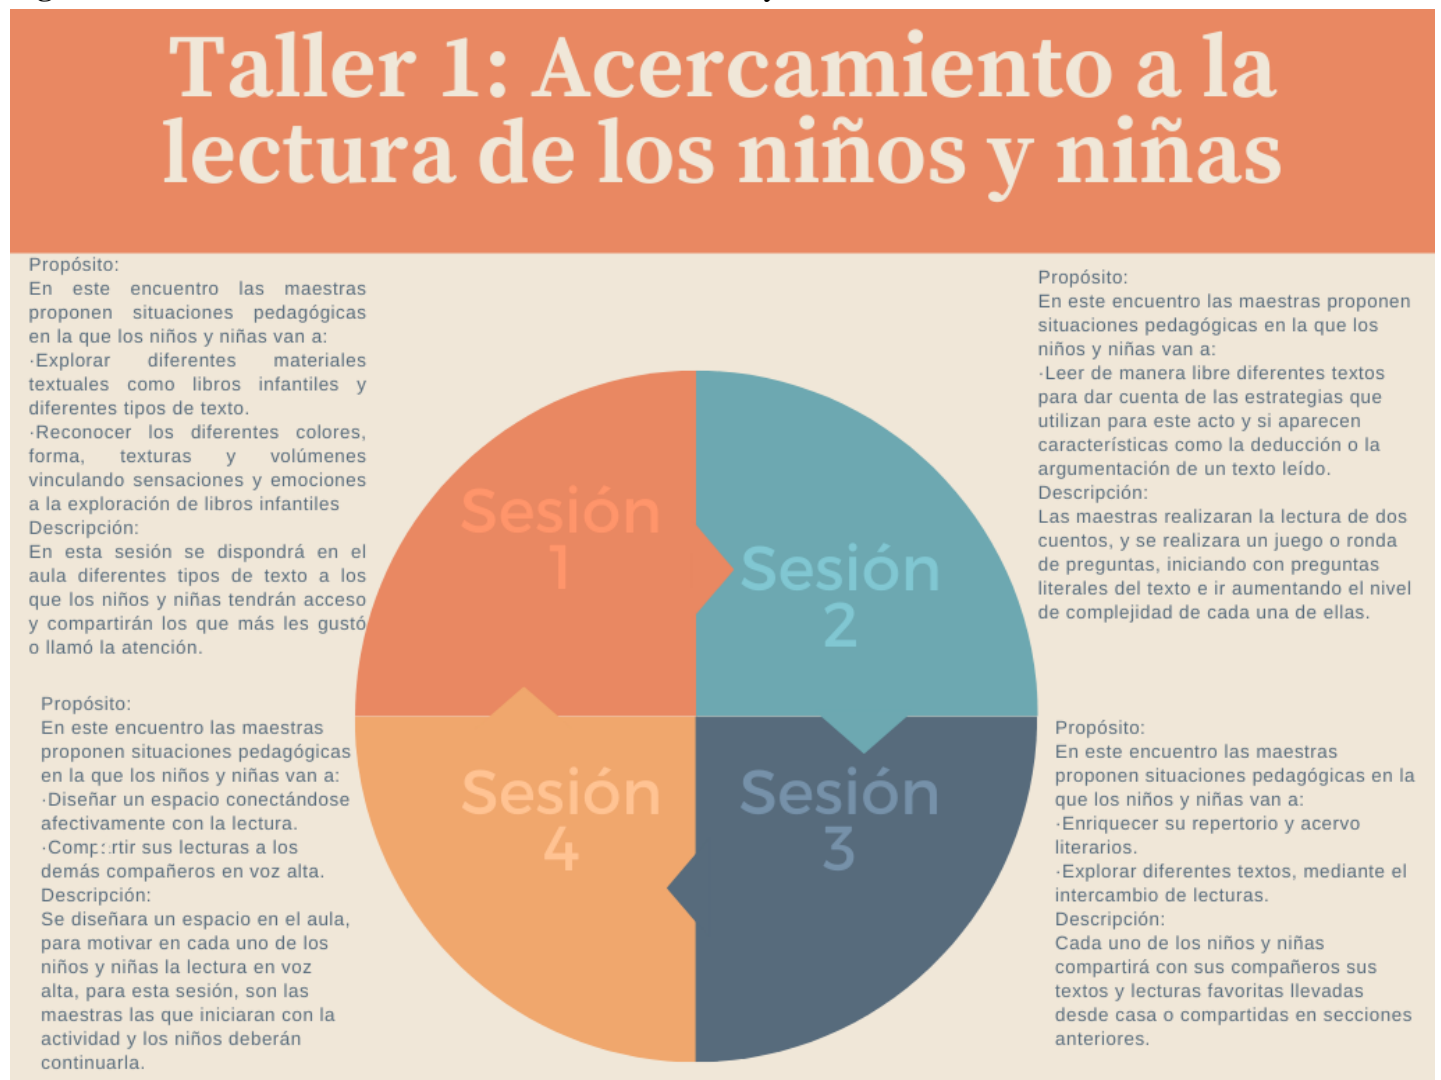 Taller 1: Acercamiento a la
lectura de los niños y niñas
Propósito:
En este encuentro las maestras
proponen situaciones pedagógicas
en la que los niños y niñas van a:
·Explorar diferentes materiales
textuales como libros infantiles y
diferentes tipos de texto.
·Reconocer los diferentes colores,
forma, texturas y volúmenes
vinculando sensaciones y emociones
a la exploración de libros infantiles
Descripción:
En esta sesión se dispondrá en el
aula diferentes tipos de texto a los
que los niños y niñas tendrán acceso
y compartirán los que más les gustó
o llamó la atención.
Sesión
1
Sesión
2
Propósito:
En este encuentro las maestras proponen
situaciones pedagógicas en la que los
niños y niñas van a:
·Leer de manera libre diferentes textos
para dar cuenta de las estrategias que
utilizan para este acto y si aparecen
características como la deducción o la
argumentación de un texto leído.
Descripción:
Las maestras realizaran la lectura de dos
cuentos, y se realizara un juego o ronda
de preguntas, iniciando con preguntas
literales del texto e ir aumentando el nivel
de complejidad de cada una de ellas.
Propósito:
En este encuentro las maestras
proponen situaciones pedagógicas
en la que los niños y niñas van a:
·Diseñar un espacio conectándose
afectivamente con la lectura.
·Compartir sus lecturas a los
demás compañeros en voz alta.
Descripción:
Se diseñara un espacio en el aula,
para motivar en cada uno de los
niños y niñas la lectura en voz
alta, para esta sesión, son las
maestras las que iniciaran con la
actividad y los niños deberán
continuarla.
Sesión
4
Sesión
3
Propósito:
En este encuentro las maestras
proponen situaciones pedagógicas en la
que los niños y niñas van a:
·Enriquecer su repertorio y acervo
literarios.
·Explorar diferentes textos, mediante el
intercambio de lecturas.
Descripción:
Cada uno de los niños y niñas
compartirá con sus compañeros sus
textos y lecturas favoritas llevadas
desde casa o compartidas en secciones
anteriores.